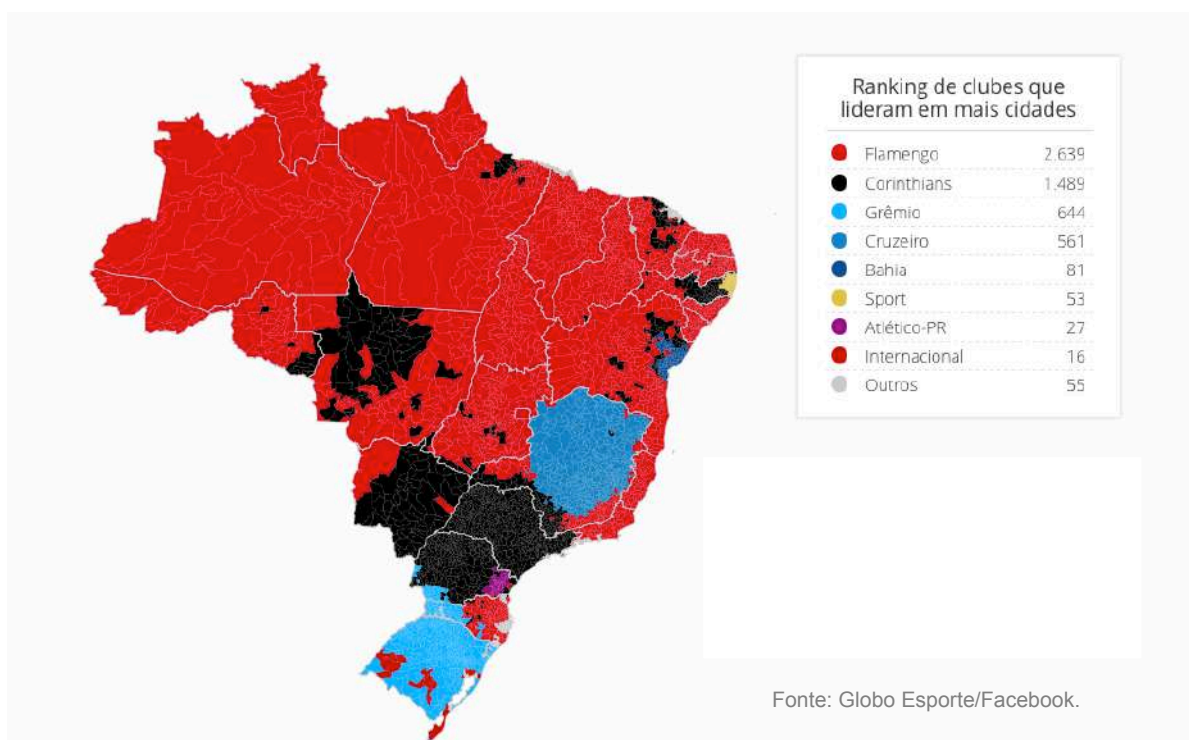 Ranking de clubes que
lideram em mais cidades
Flamengo 2.639
Corinthians 1.489
Grêmio 644
Cruzeiro 561
Bahia 81
Sport 53
Atlético-PR 27
Internacional 16
Outros 55
Fonte: Globo Esporte/Facebook.